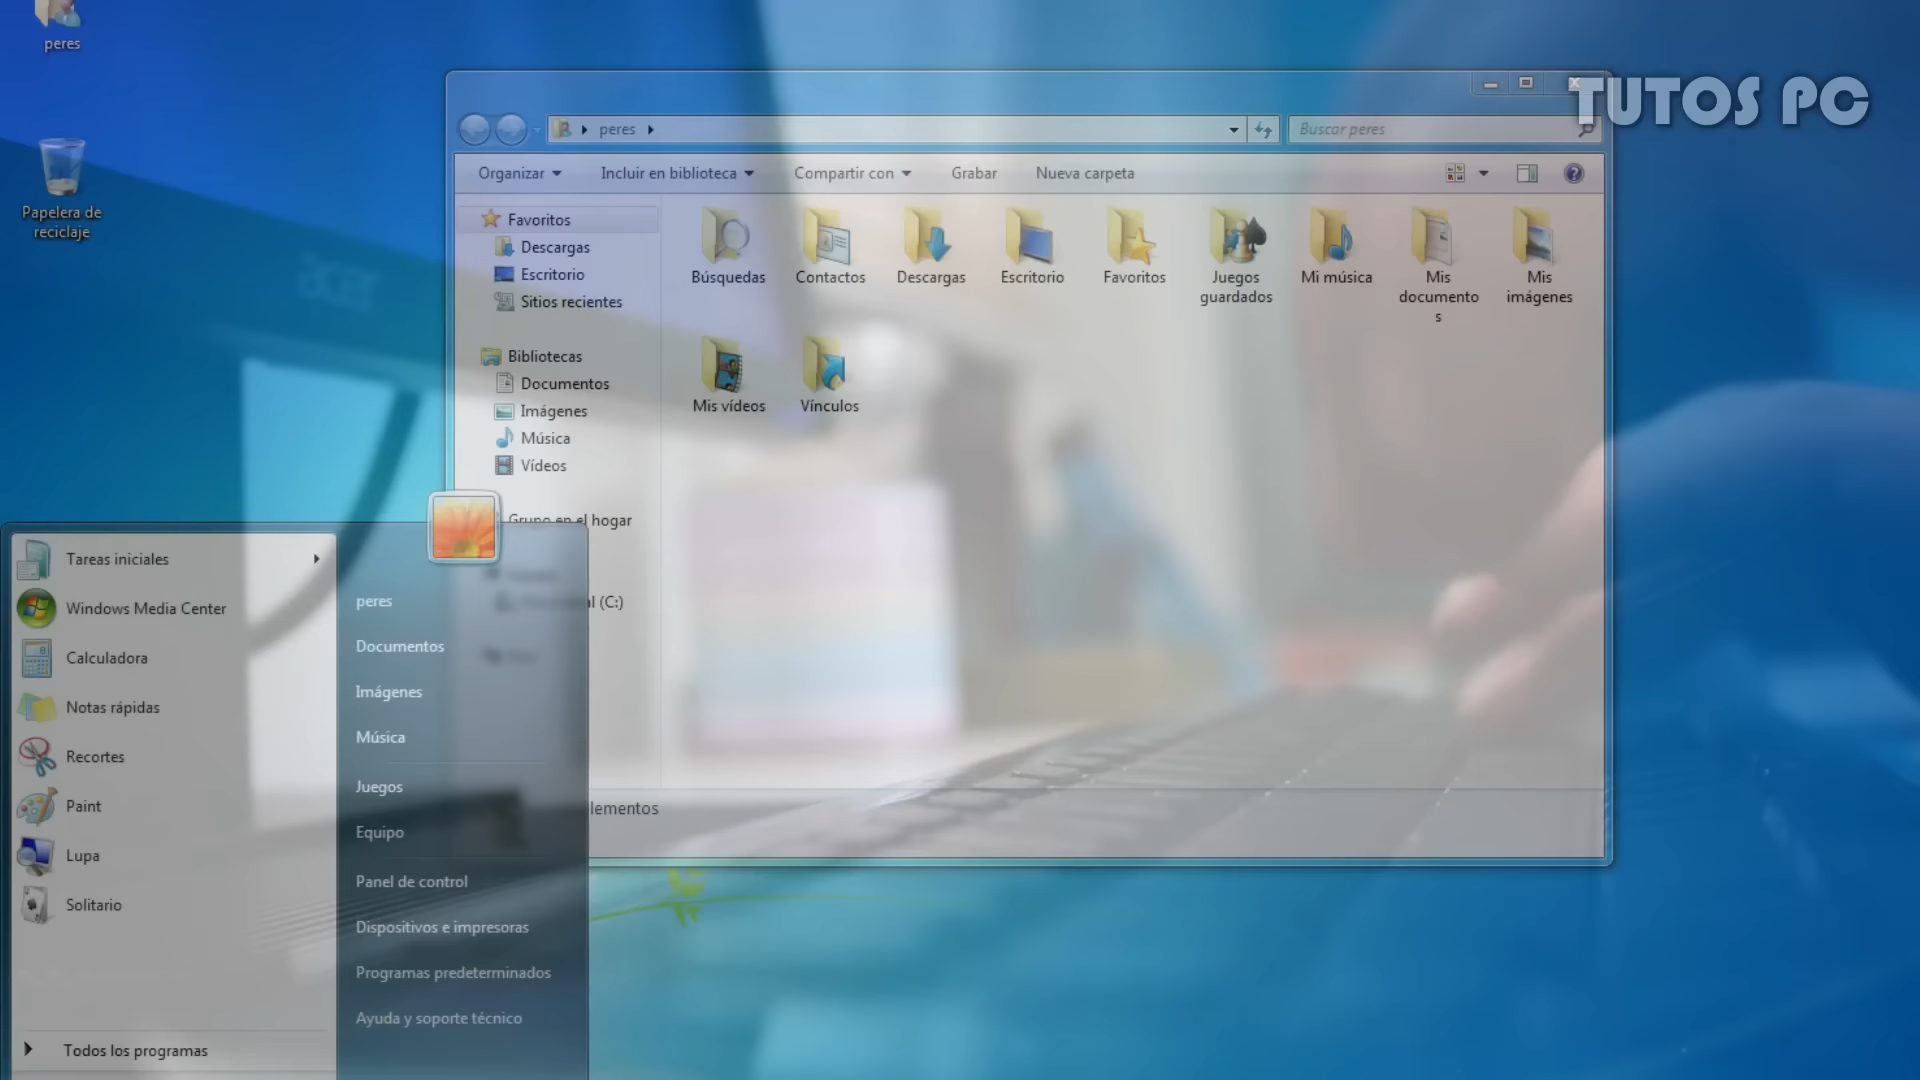 peres
TUTOS PC
peres
Buscar peres
Organizar
Incluir en biblioteca
Compartir con
Grabar
Nueva carpeta
Papelera de
reciclaje
acer
Favoritos
Descargas
Escritorio
Sitios recientes
Bibliotecas
Documentos
Imágenes
Música
Vídeos
Grupo en el hogar
l (C:)
Búsquedas
Contactos
Descargas
Escritorio
Favoritos
Juegos
guardados
Mi música
Mis
documento
s
Mis
imágenes
Mis vídeos
Vínculos
lementos
Tareas iniciales
Windows Media Center
Calculadora
Notas rápidas
Recortes
Paint
Lupa
Solitario
Todos los programas
peres
Documentos
Imágenes
Música
Juegos
Equipo
Panel de control
Dispositivos e impresoras
Programas predeterminados
Ayuda y soporte técnico